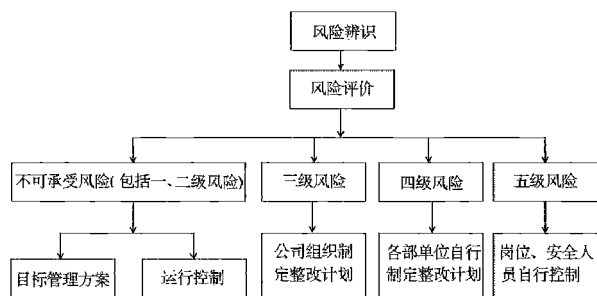 风险辨识
风险评价
不可承受风险(包括一、二级风险)
三级风险
四级风险
五级风险
目标管理方案
运行控制
公司组织制
定整改计划
各部单位自行
制定整改计划
岗位、安全人
员自行控制